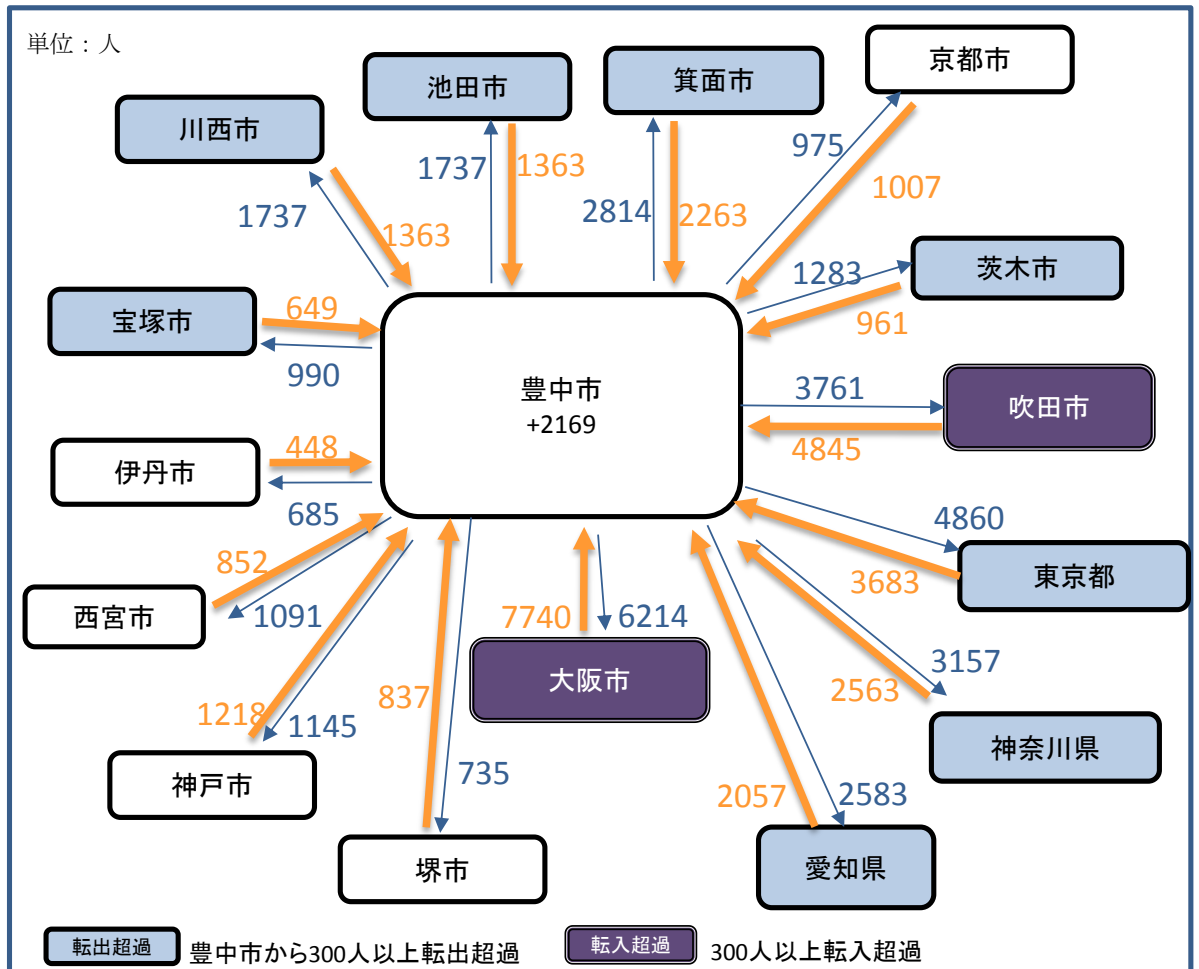 単位：人
京都市
池田市
箕面市
川西市
975
1737
1363
1007
2814
2263
1737
1363
茨木市
1283
宝塚市
649
961
990
豊中市
+2169
3761
吹田市
4845
448
伊丹市
685
4860
852
3683
東京都
西宮市
1091
7740
6214
3157
大阪市
2563
837
1218
1145
神奈川県
735
神戸市
2057
2583
堺市
愛知県
転出超過 豊中市から300人以上転出超過
転入超過 300人以上転入超過